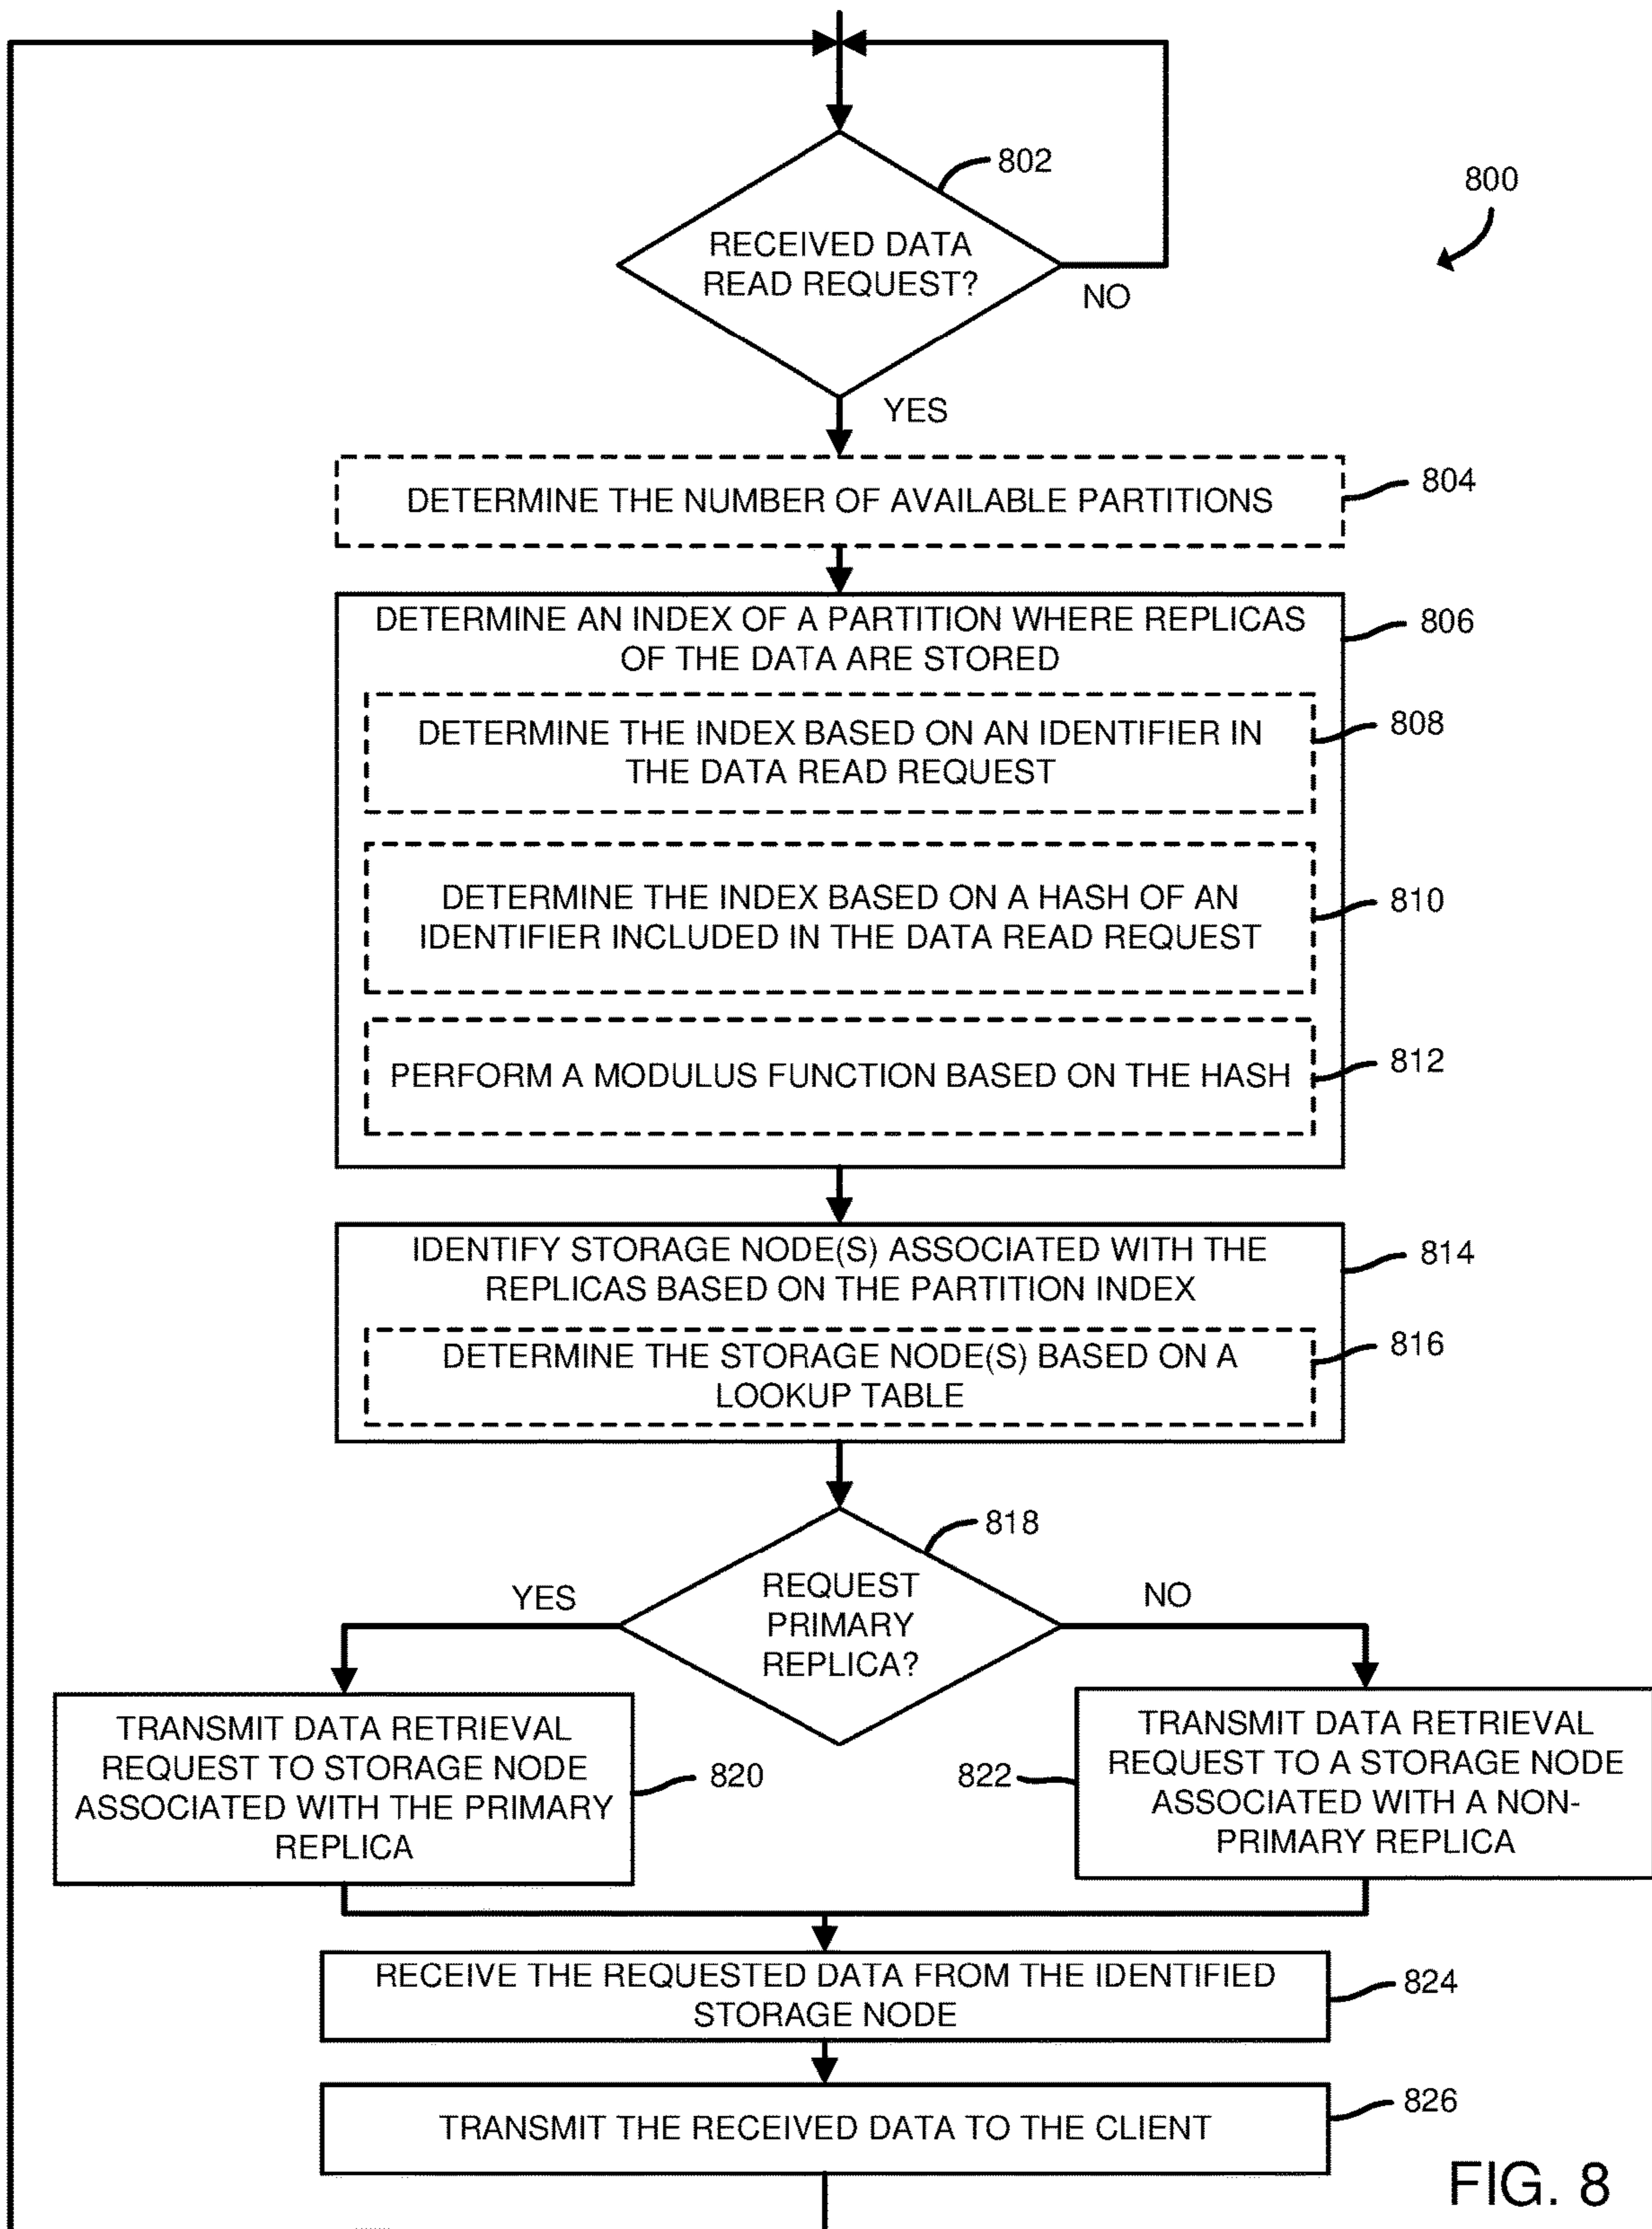 802
800
RECEIVED DATA
READ REQUEST?
NO
YES
DETERMINE THE NUMBER OF AVAILABLE PARTITIONS
804
DETERMINE AN INDEX OF A PARTITION WHERE REPLICAS
OF THE DATA ARE STORED
806
DETERMINE THE INDEX BASED ON AN IDENTIFIER IN
THE DATA READ REQUEST
808
DETERMINE THE INDEX BASED ON A HASH OF AN
IDENTIFIER INCLUDED IN THE DATA READ REQUEST
810
PERFORM A MODULUS FUNCTION BASED ON THE HASH
812
IDENTIFY STORAGE NODE(S) ASSOCIATED WITH THE
REPLICAS BASED ON THE PARTITION INDEX
814
DETERMINE THE STORAGE NODE(S) BASED ON A
LOOKUP TABLE
816
818
REQUEST
PRIMARY
REPLICA?
YES
NO
TRANSMIT DATA RETRIEVAL
REQUEST TO STORAGE NODE
ASSOCIATED WITH THE PRIMARY
REPLICA
820
822
TRANSMIT DATA RETRIEVAL
REQUEST TO A STORAGE NODE
ASSOCIATED WITH A NON-
PRIMARY REPLICA
RECEIVE THE REQUESTED DATA FROM THE IDENTIFIED
STORAGE NODE
824
TRANSMIT THE RECEIVED DATA TO THE CLIENT
826
FIG. 8